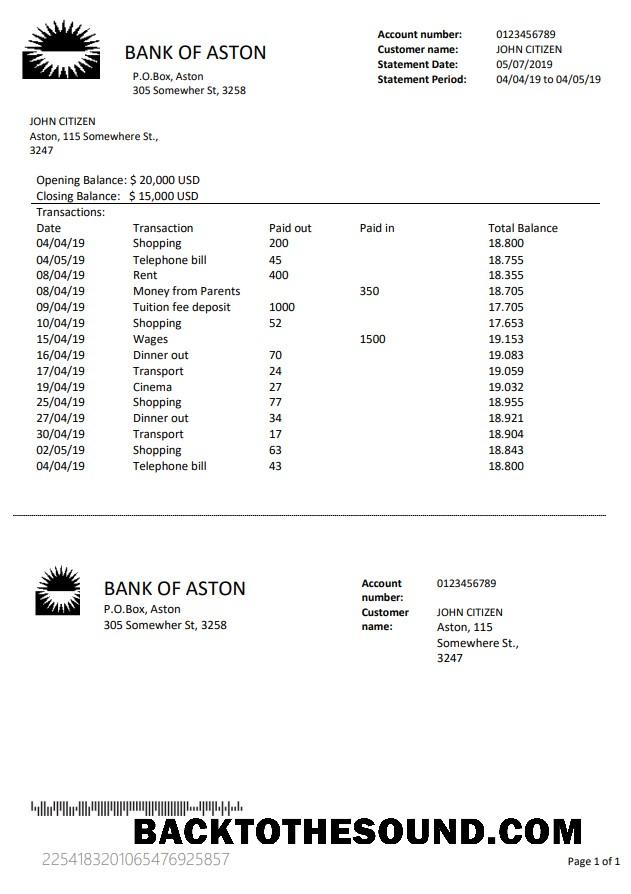 BANK OF ASTON
P.O.Box, Aston
305 Somewher St, 3258
Account number: 0123456789
Customer name: JOHN CITIZEN
Statement Date: 05/07/2019
Statement Period: 04/04/19 to 04/05/19
JOHN CITIZEN
Aston, 115 Somewhere St.,
3247
Opening Balance: $ 20,000 USD
Closing Balance: $ 15,000 USD
Transactions:
Date Transaction Paid out Paid in Total Balance
04/04/19 Shopping 200 18.800
04/05/19 Telephone bill 45 18.755
08/04/19 Rent 400 18.355
08/04/19 Money from Parents 350 18.705
09/04/19 Tuition fee deposit 1000 17.705
10/04/19 Shopping 52 17.653
15/04/19 Wages 1500 19.153
16/04/19 Dinner out 70 19.083
17/04/19 Transport 24 19.059
19/04/19 Cinema 27 19.032
25/04/19 Shopping 77 18.955
27/04/19 Dinner out 34 18.921
30/04/19 Transport 17 18.904
02/05/19 Shopping 63 18.843
04/04/19 Telephone bill 43 18.800
BANK OF ASTON
P.O.Box, Aston
305 Somewher St, 3258
Account 0123456789
number:
Customer JOHN CITIZEN
name: Aston, 115
Somewhere St.,
3247
BACKTOTHESOUND.COM
2254183201065476925857
Page 1 of 1